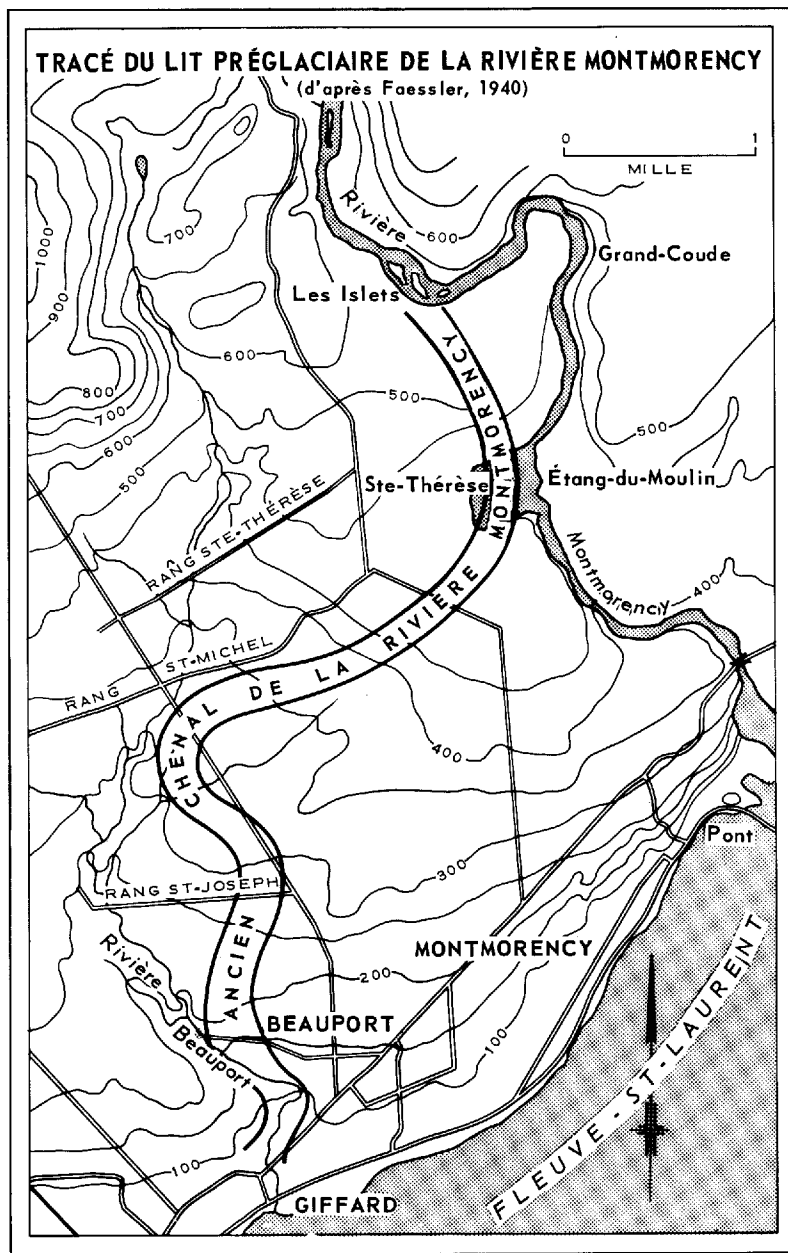 TRACÉ DU LIT PRÉGLACIAIRE DE LA RIVIÈRE MONTMORENCY
(d'après Faessler, 1940)
0 1
MILLE
Rivière
600
Grand-Coude
700
1000
900
Les Islets
600
800
700
600
500
500
500
Ste-Thérèse
Étang-du-Moulin
RANG STE-THÉRÈSE
Montmorency
400
RANG ST-MICHEL
ANCIEN CHENAL DE LA RIVIÈRE MONTMORENCY
400
Pont
300
RANG ST-JOSEPH
MONTMORENCY
Rivière Beauport
200
BEAUPORT
100
FLEUVE-ST-LAURENT
100
GIFFARD